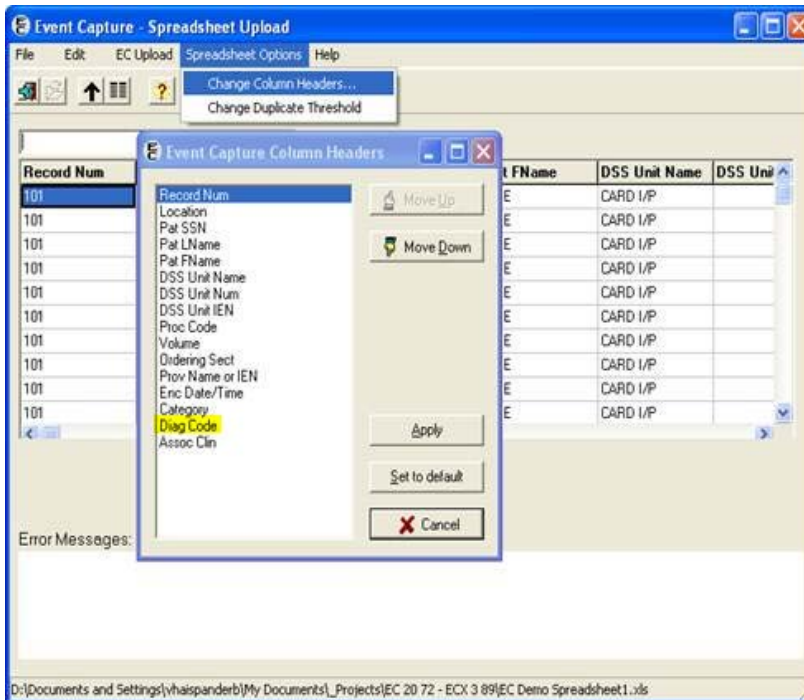 Event Capture - Spreadsheet Upload
File Edit EC Upload Spreadsheet Options Help
Change Column Headers...
Change Duplicate Threshold
Event Capture Column Headers
Record Num t FName DSS Unit Name DSS Uni
101 E CARD I/P
101 E CARD I/P
101 E CARD I/P
101 E CARD I/P
101 E CARD I/P
101 E CARD I/P
101 E CARD I/P
101 E CARD I/P
101 E CARD I/P
101 E CARD I/P
Record Num
Location
Pat SSN
Pat LName
Pat FName
DSS Unit Name
DSS Unit Num
DSS Unit IEN
Proc Code
Volume
Ordering Sect
Prov Name or IEN
Enc Date/Time
Category
Diag Code
Assoc Clin
Move Up
Move Down
Apply
Set to default
Cancel
Error Messages:
D:\Documents and Settings\vhaispanderb\My Documents\_Projects\EC 20 72 - ECX 3 89\EC Demo Spreadsheet1.xls